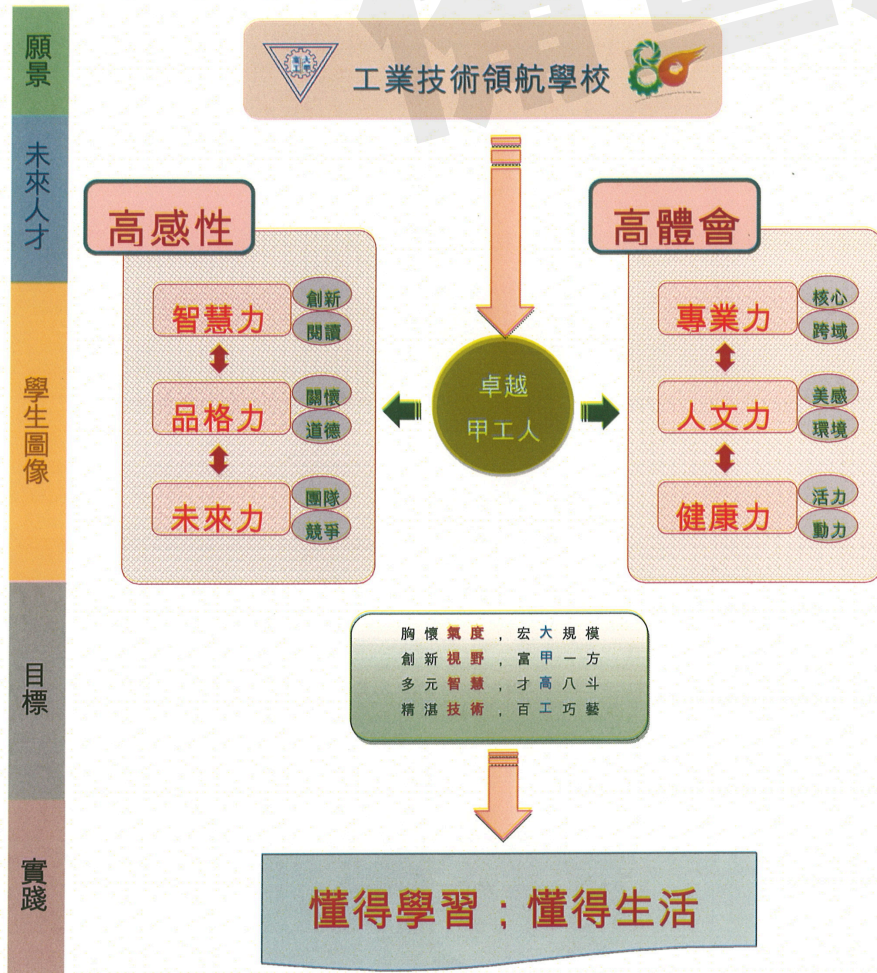 願景
工業技術領航學校
未來人才
高感性
高體會
學生圖像
智慧力
創新
閱讀
品格力
關懷
道德
未來力
團隊
競爭
卓越
甲工人
專業力
核心
跨域
人文力
美感
環境
健康力
活力
動力
目標
胸懷氣度，宏大規模
創新視野，富甲一方
多元智慧，才高八斗
精湛技術，百工巧藝
實踐
懂得學習；懂得生活